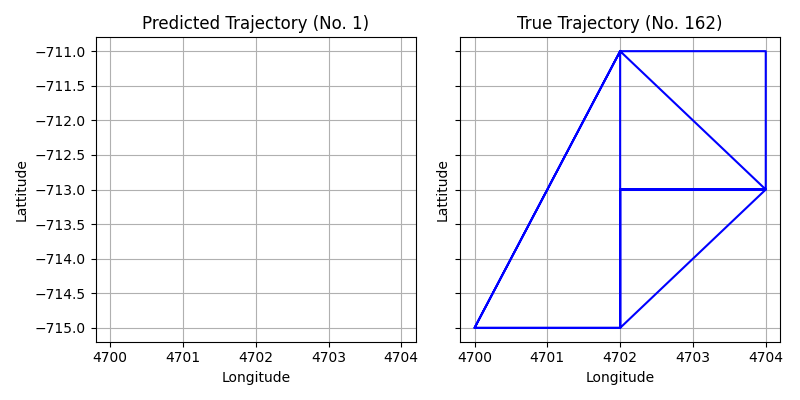 Predicted Trajectory (No. 1)
True Trajectory (No. 162)
Lattitude
−711.0
−711.5
−712.0
−712.5
−713.0
−713.5
−714.0
−714.5
−715.0
4700 4701 4702 4703 4704
Longitude
Lattitude
4700 4701 4702 4703 4704
Longitude